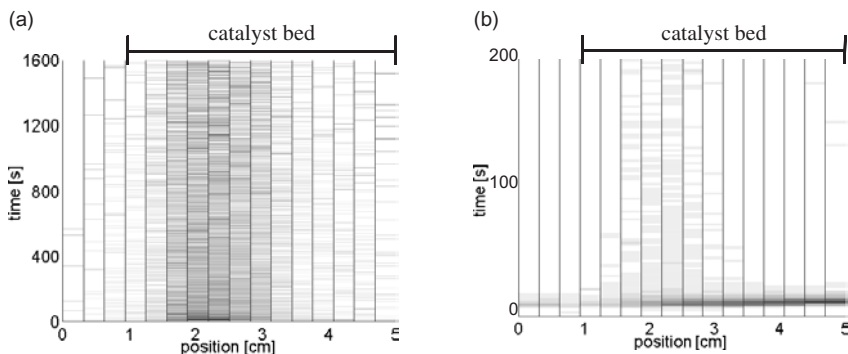 (a)
catalyst bed
1600
1200
800
400
0
time [s]
0 1 2 3 4 5
position [cm]
(b)
catalyst bed
200
100
0
time [s]
0 1 2 3 4 5
position [cm]